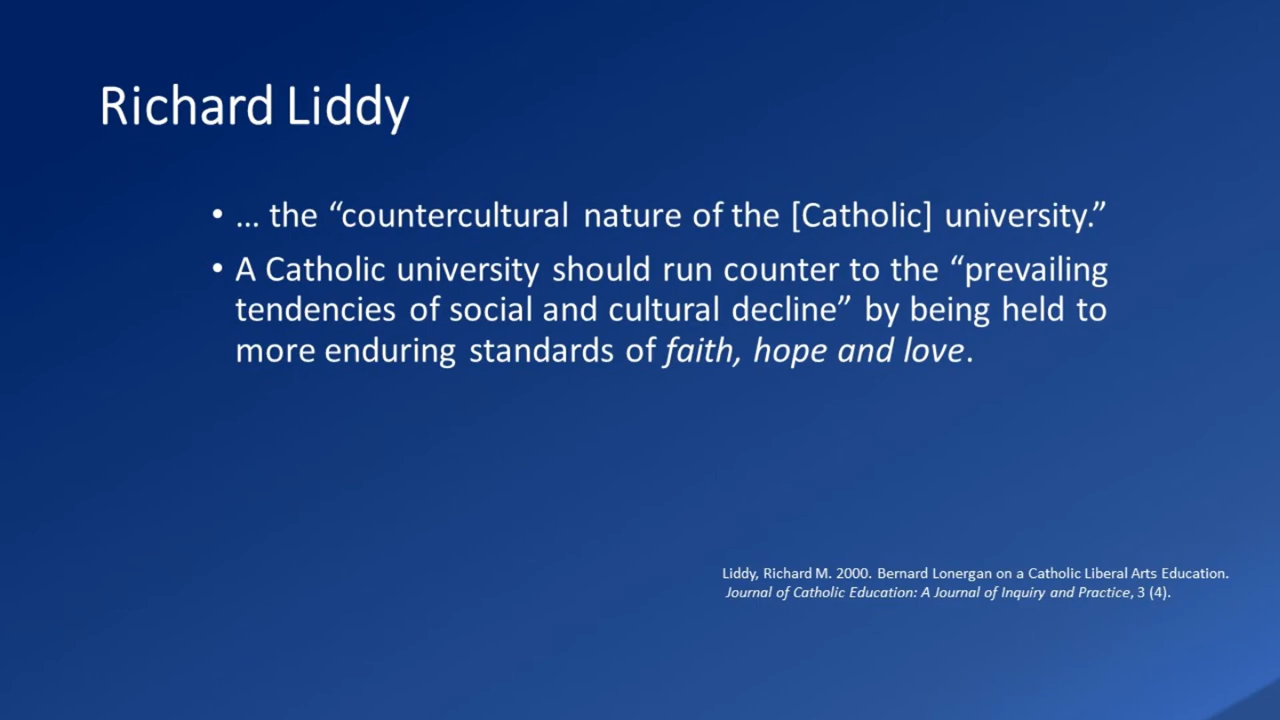 Richard Liddy
• ... the “countercultural nature of the [Catholic] university.”
• A Catholic university should run counter to the “prevailing
tendencies of social and cultural decline” by being held to
more enduring standards of faith, hope and love.
Liddy, Richard M. 2000. Bernard Lonergan on a Catholic Liberal Arts Education.
Journal of Catholic Education: A Journal of Inquiry and Practice, 3 (4).